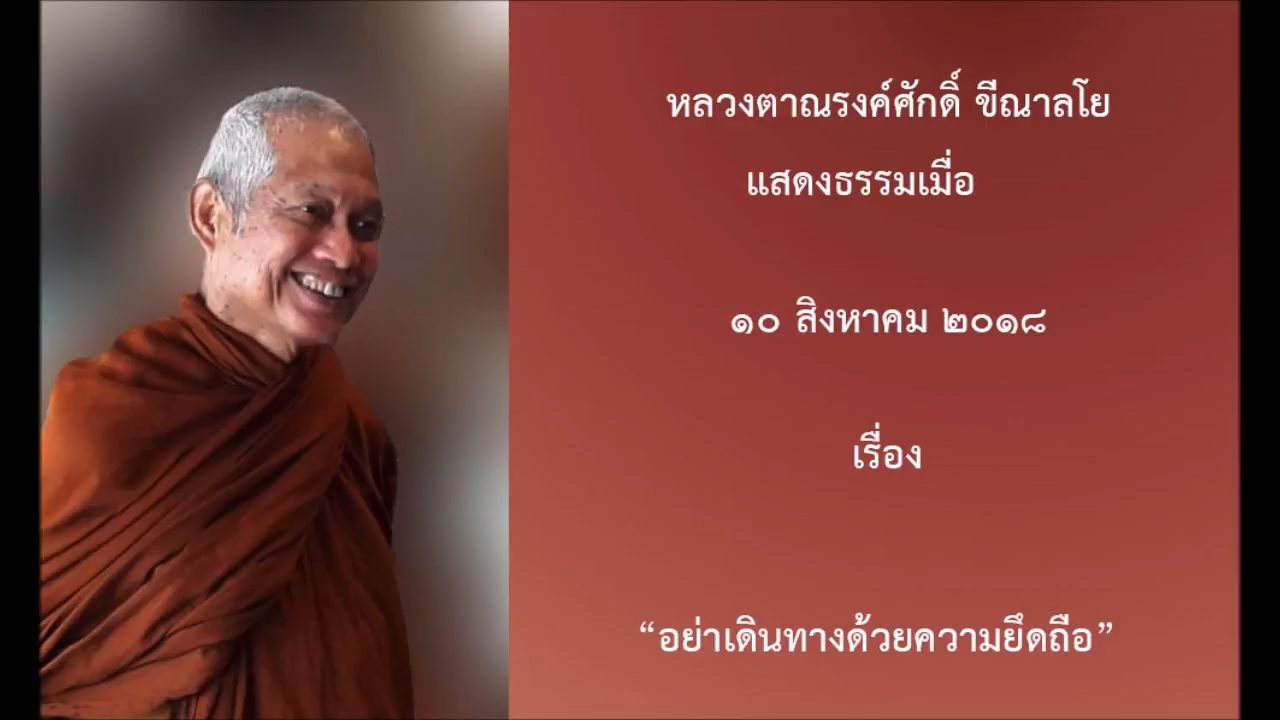 หลวงตาณรงค์ศักดิ์ ขีณาลโย
แสดงธรรมเมื่อ
๑๐ สิงหาคม ๒๐๑๘
เรื่อง
“อย่าเดินทางด้วยความยึดถือ”